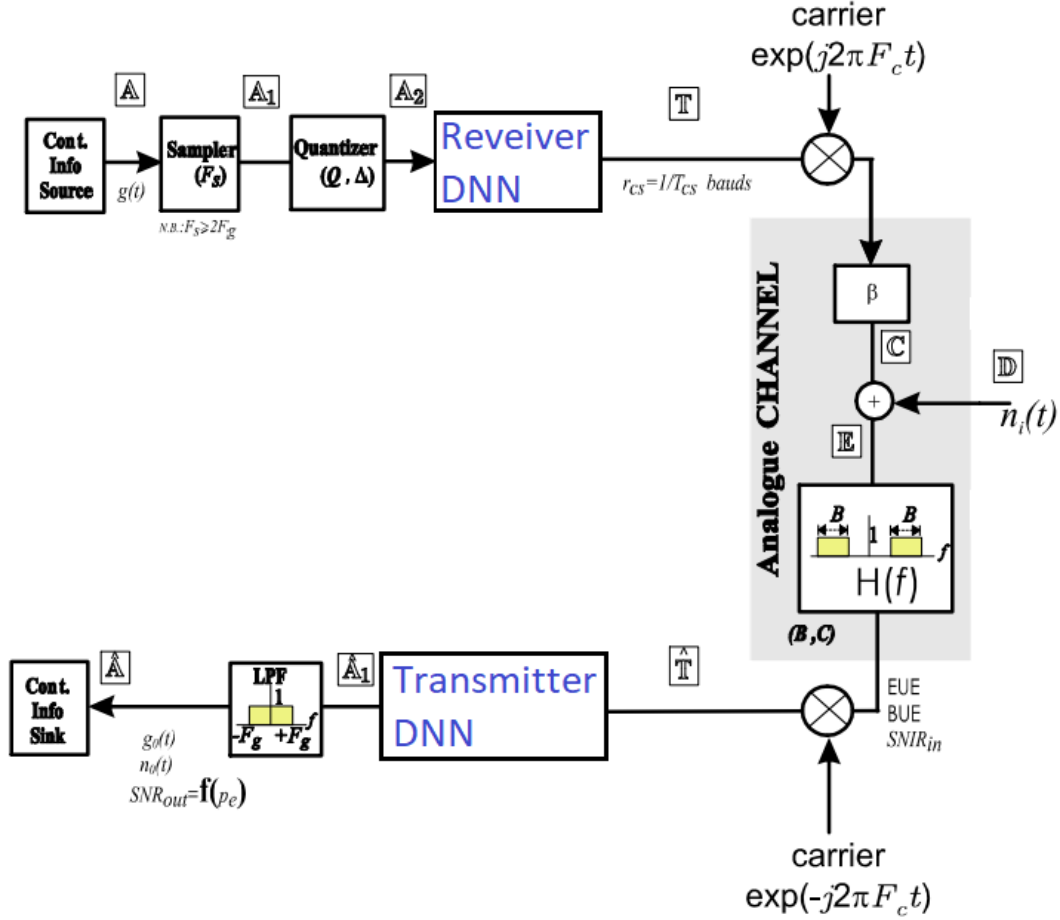 carrier
exp(j2πF_c t)
𝔸
𝔸₁
𝔸₂
𝕋
Cont.
Info
Source
g(t)
Sampler
(F_s)
N.B.:F_s⩾2F_g
Quantizer
(Q , Δ)
Reveiver
DNN
r_cs=1/T_cs bauds
Analogue CHANNEL
β
ℂ
𝔻
+
n_i(t)
𝔼
B B
1
f
H(f)
(B,C)
EUE
BUE
SNIR_in
𝕋̂
Transmitter
DNN
𝔸̂₁
LPF
1
f
-F_g +F_g
𝔸̂
Cont.
Info
Sink
g_0(t)
n_0(t)
SNR_out=f(p_e)
carrier
exp(-j2πF_c t)